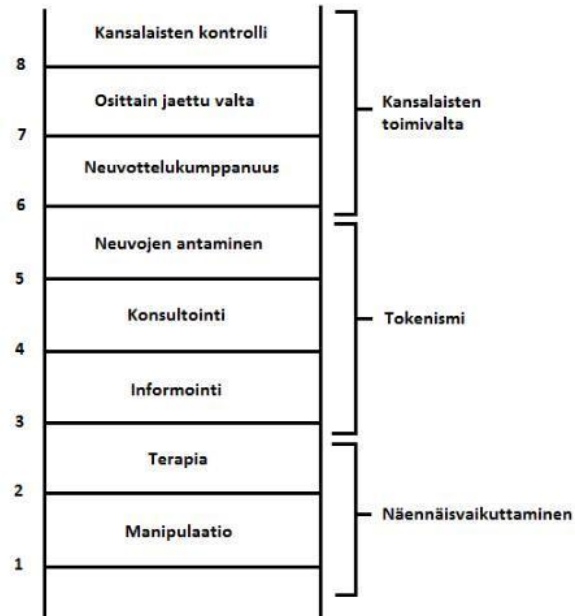 Kansalaisten kontrolli
8
Osittain jaettu valta
Kansalaisten
toimivalta
7
Neuvottelukumppanuus
6
Neuvojen antaminen
5
Konsultointi
Tokenismi
4
Informointi
3
Terapia
2
Näennäisvaikuttaminen
Manipulaatio
1